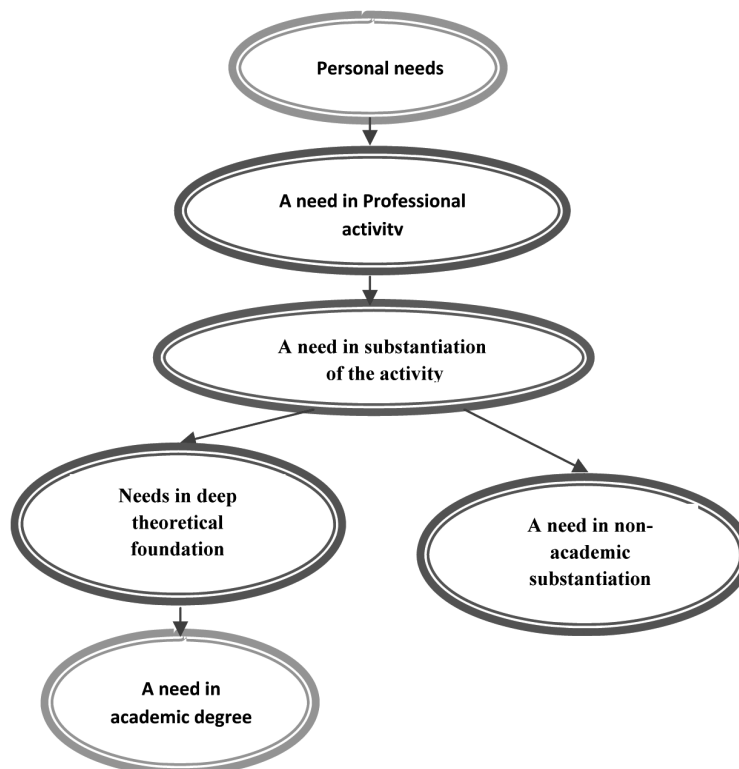 Personal needs
A need in Professional
activity
A need in substantiation
of the activity
Needs in deep
theoretical
foundation
A need in non-
academic
substantiation
A need in
academic degree